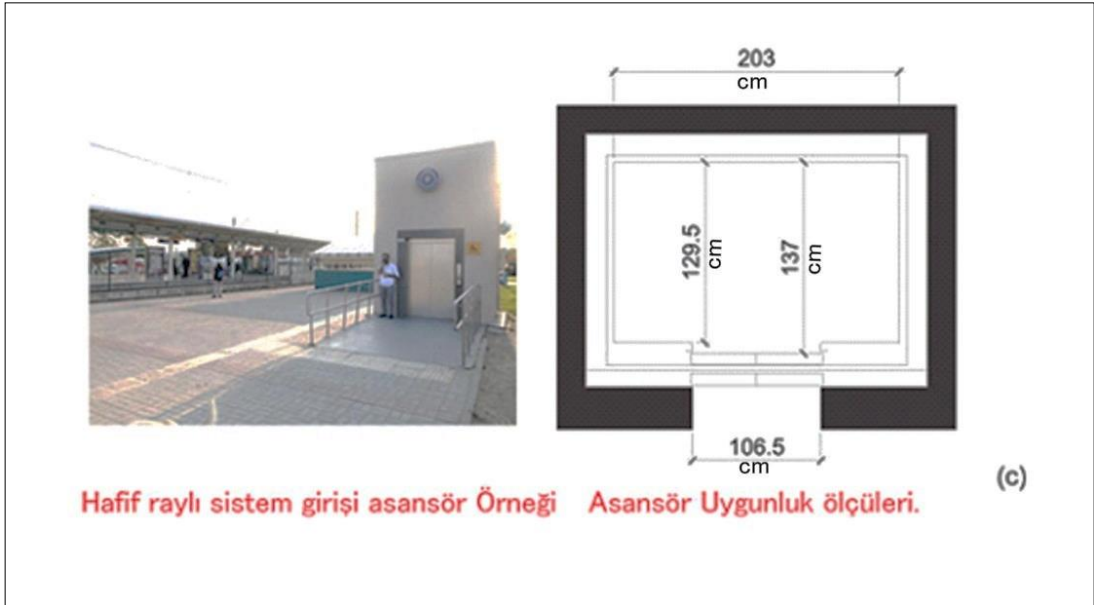 203
cm
129.5
cm
137
cm
106.5
cm
(c)
Hafif raylı sistem girişi asansör Örneği Asansör Uygunluk ölçüleri.